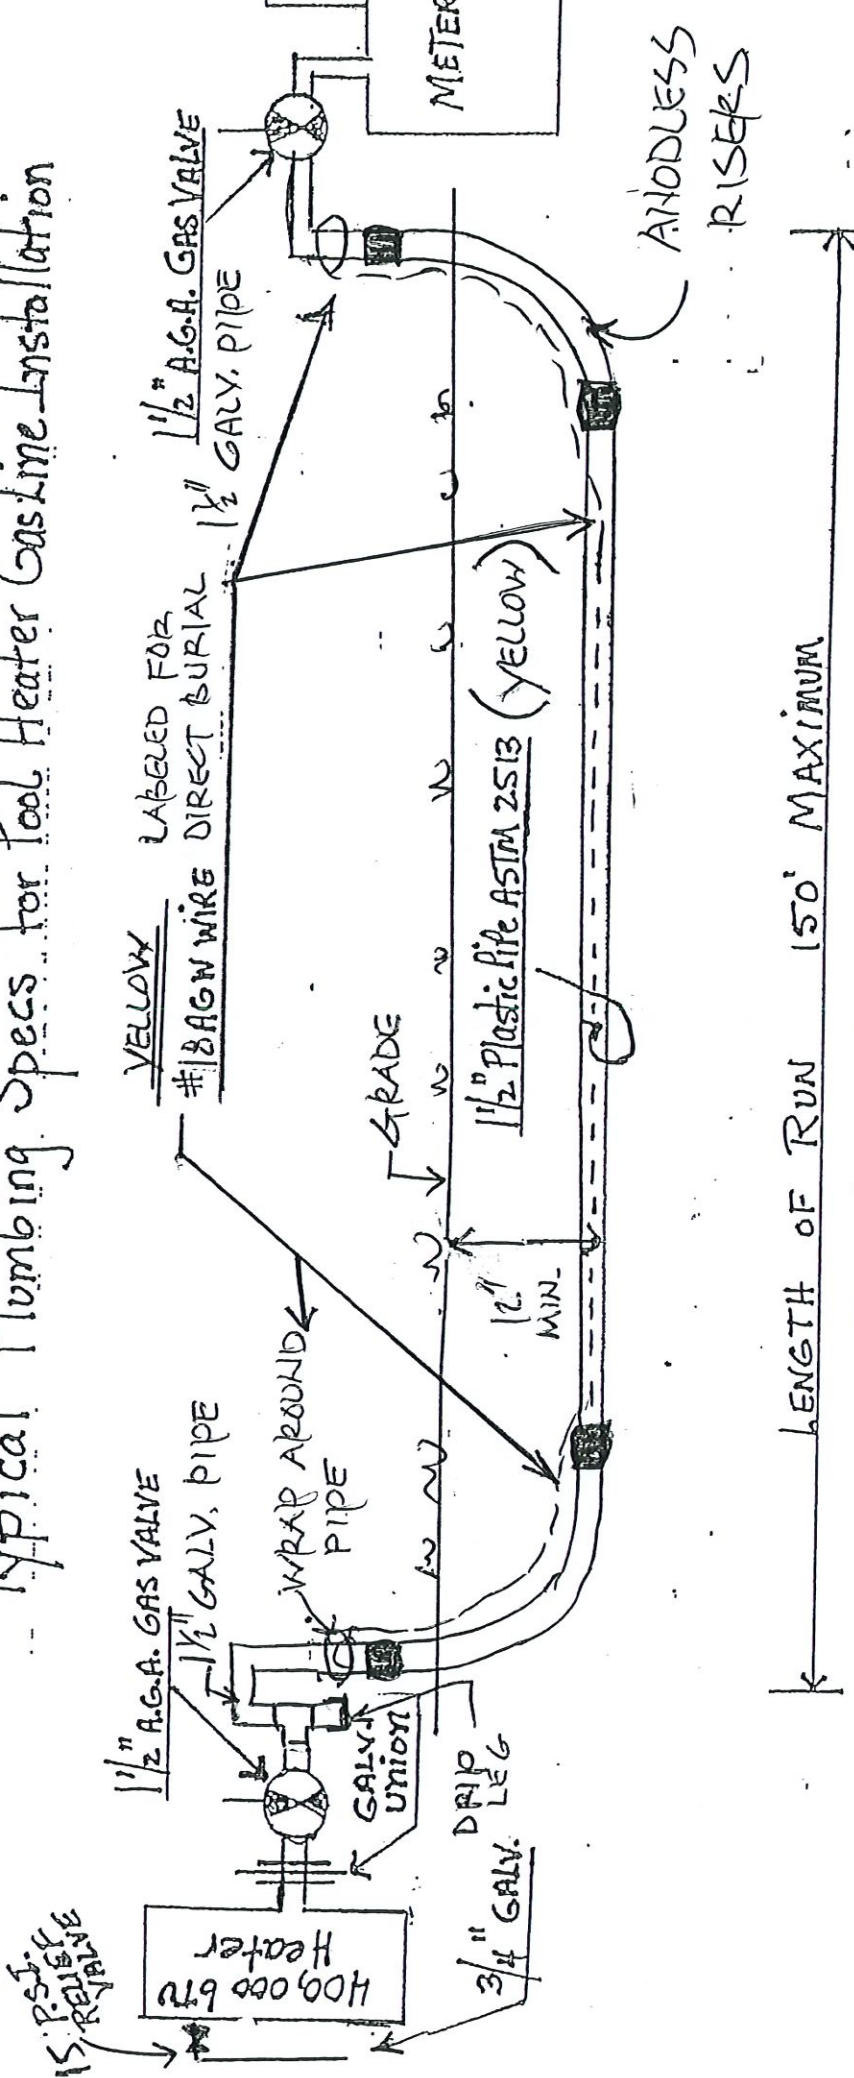 Typical Plumbing Specs for Pool Heater Gas Line Installation
15 P.S.I.
RELIEF
VALVE
400,000 btu
Heater
3/4" GALV.
1 1/2" A.G.A. GAS VALVE
1 1/2" GALV. PIPE
GALV.
Union
DRIP
LEG
WRAP AROUND
PIPE
YELLOW
#18 AGW WIRE
LABELED FOR
DIRECT BURIAL
GRADE
12"
MIN.
1 1/2" Plastic Pipe ASTM 2513 (YELLOW)
1 1/2" A.G.A. GAS VALVE
1 1/2" GALV. PIPE
METER
ANODLESS
RISERS
LENGTH OF RUN 150' MAXIMUM